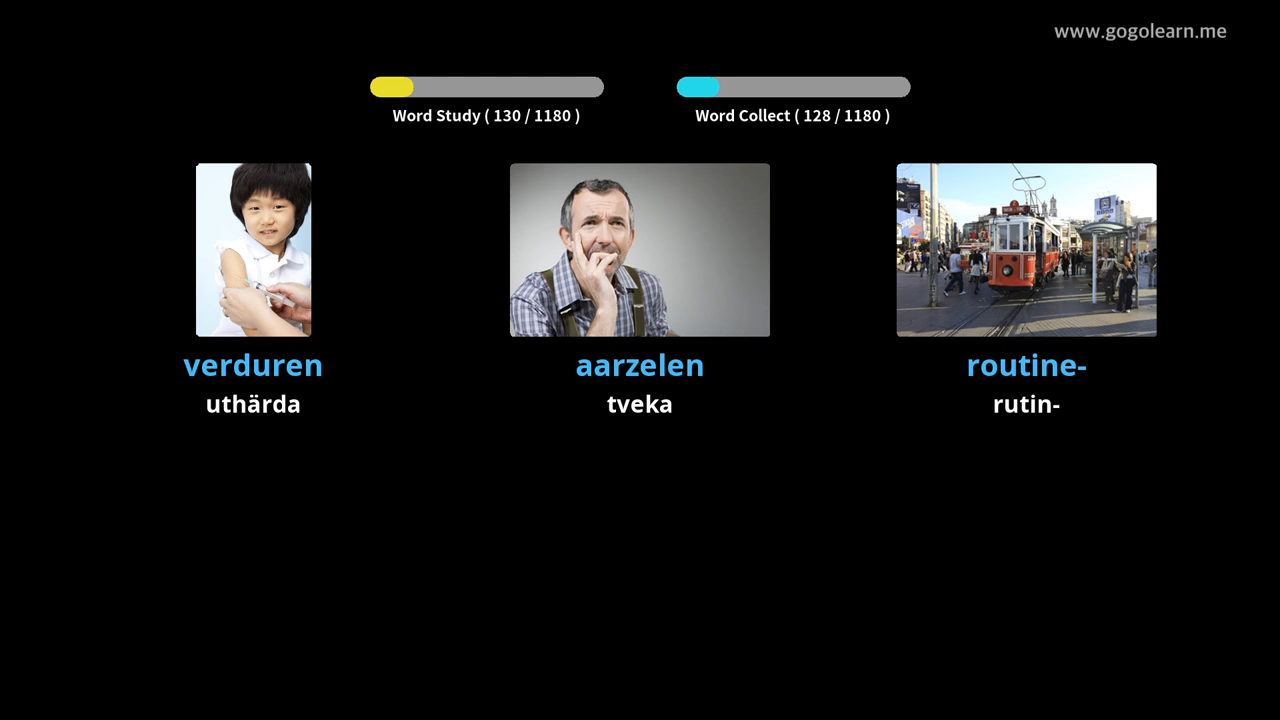 www.gogolearn.me
Word Study ( 130 / 1180 )
Word Collect ( 128 / 1180 )
verduren
aarzelen
routine-
uthärda
tveka
rutin-